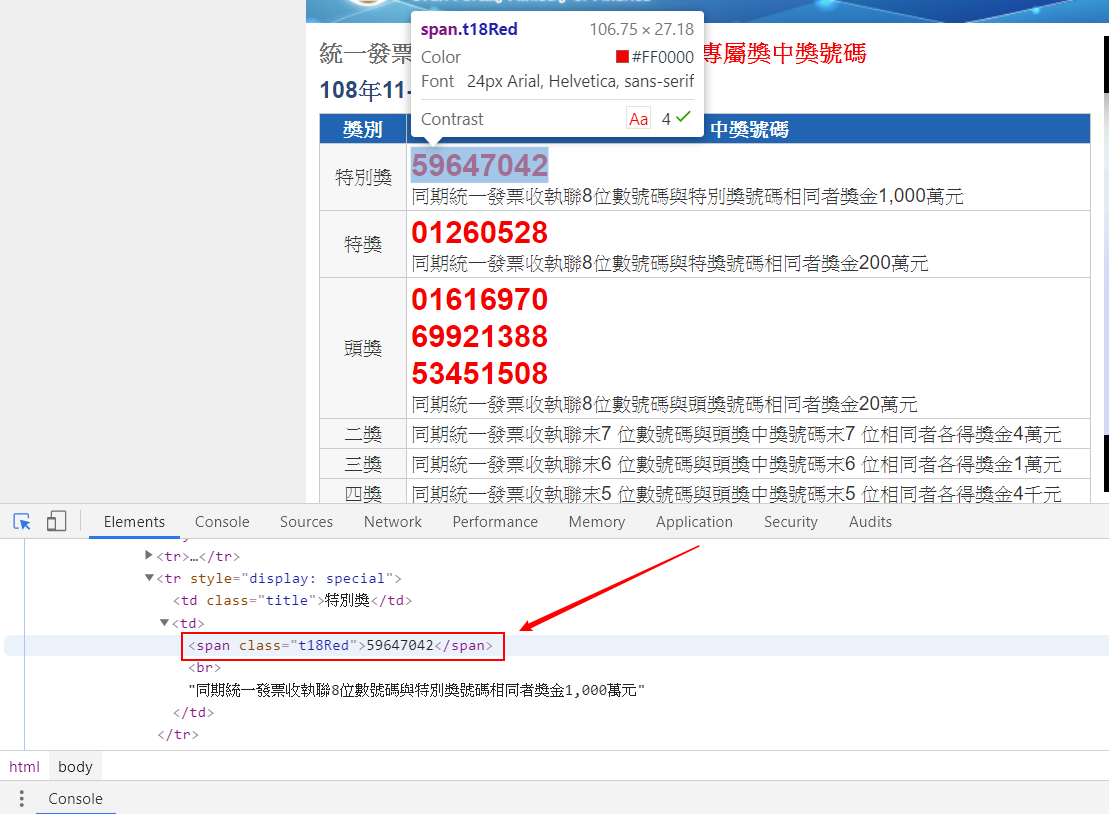 span.t18Red 106.75 × 27.18
Color #FF0000
Font 24px Arial, Helvetica, sans-serif
Contrast Aa 4
統一發票 專屬獎中獎號碼
108年11-
獎別 中獎號碼
特別獎
59647042
同期統一發票收執聯8位數號碼與特別獎號碼相同者獎金1,000萬元
特獎
01260528
同期統一發票收執聯8位數號碼與特獎號碼相同者獎金200萬元
頭獎
01616970
69921388
53451508
同期統一發票收執聯8位數號碼與頭獎號碼相同者獎金20萬元
二獎 同期統一發票收執聯末7 位數號碼與頭獎中獎號碼末7 位相同者各得獎金4萬元
三獎 同期統一發票收執聯末6 位數號碼與頭獎中獎號碼末6 位相同者各得獎金1萬元
四獎 同期統一發票收執聯末5 位數號碼與頭獎中獎號碼末5 位相同者各得獎金4千元
Elements Console Sources Network Performance Memory Application Security Audits
<tr>…</tr>
<tr style="display: special">
<td class="title">特別獎</td>
<td>
<span class="t18Red">59647042</span>
<br>
"同期統一發票收執聯8位數號碼與特別獎號碼相同者獎金1,000萬元"
</td>
</tr>
html body
Console